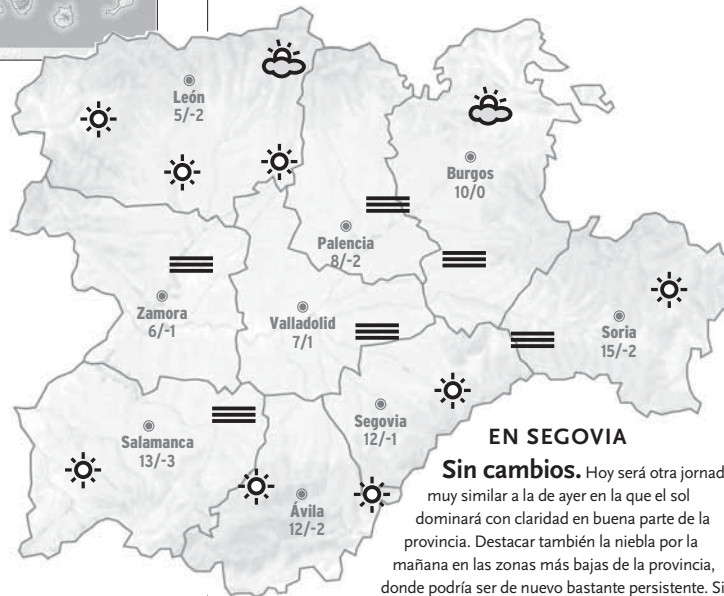 León
5/-2
Burgos
10/0
Palencia
8/-2
Zamora
6/-1
Valladolid
7/1
Soria
15/-2
Salamanca
13/-3
Segovia
12/-1
Ávila
12/-2
EN SEGOVIA
Sin cambios. Hoy será otra jornad
muy similar a la de ayer en la que el sol
dominará con claridad en buena parte de la
provincia. Destacar también la niebla por la
mañana en las zonas más bajas de la provincia,
donde podría ser de nuevo bastante persistente. Si